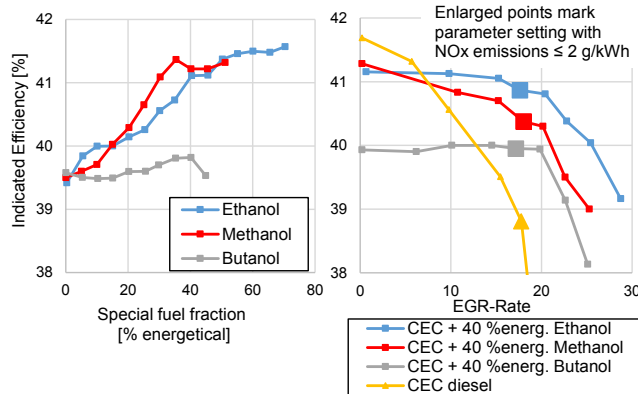 Enlarged points mark
parameter setting with
NOx emissions ≤ 2 g/kWh
Indicated Efficiency [%]
42
41
40
39
38
0
20
40
60
80
Special fuel fraction
[% energetical]
Ethanol
Methanol
Butanol
42
41
40
39
38
0
10
20
30
EGR-Rate
CEC + 40 %energ. Ethanol
CEC + 40 %energ. Methanol
CEC + 40 %energ. Butanol
CEC diesel